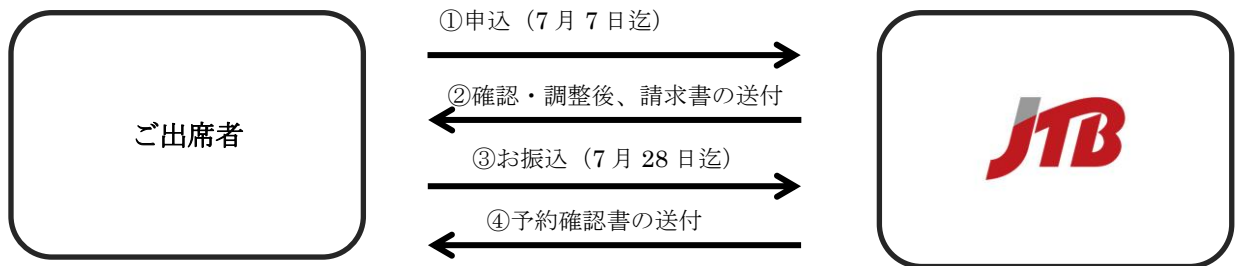 ①申込（7 月 7 日迄）
②確認・調整後、請求書の送付
ご出席者
JTB
③お振込（7 月 28 日迄）
④予約確認書の送付